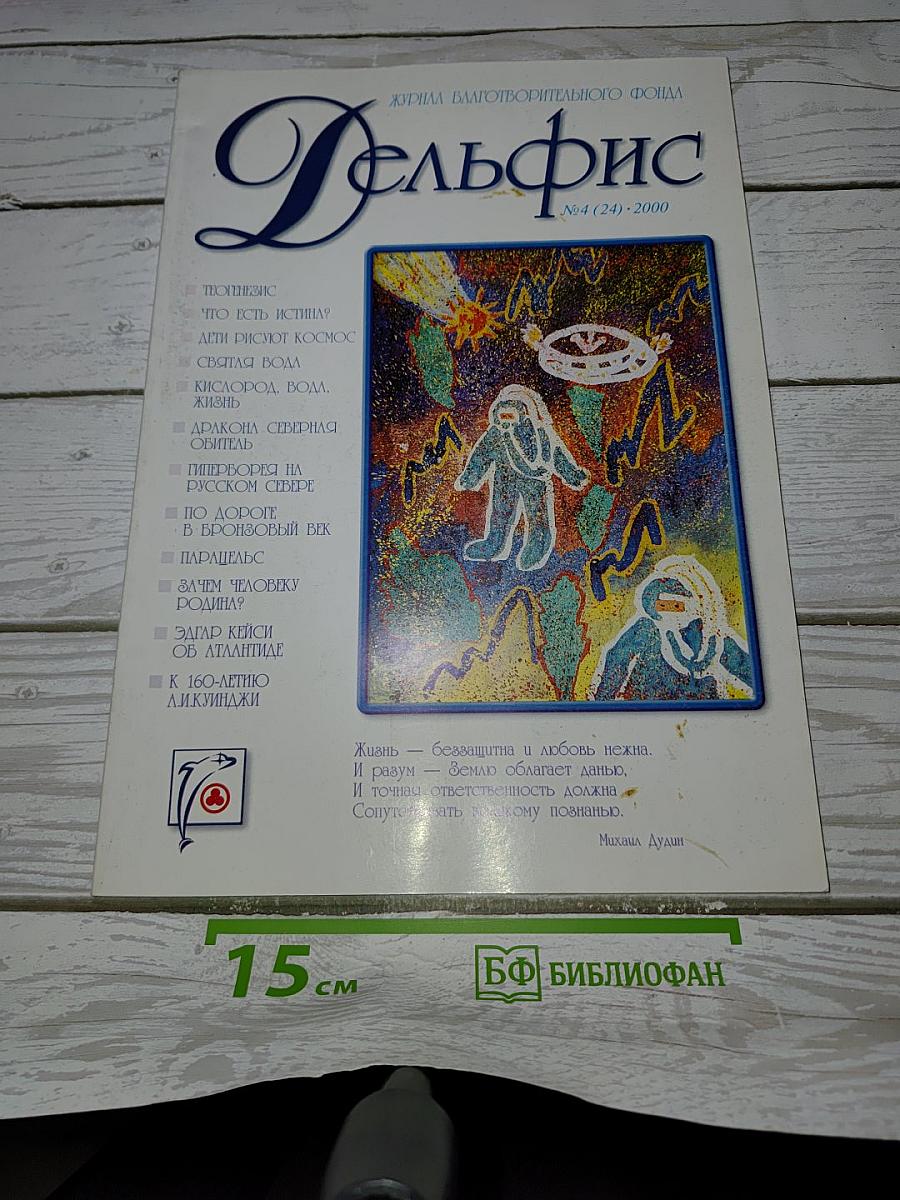 ЖУРНАЛ БЛАГОТВОРИТЕЛЬНОГО ФОНДА
Дельфис
№4 (24) · 2000
ТЕОГЕНЕЗИС
ЧТО ЕСТЬ ИСТИНА?
ДЕТИ РИСУЮТ КОСМОС
СВЯТАЯ ВОДА
КИСЛОРОД, ВОДА,
ЖИЗНЬ
ДРАКОНА СЕВЕРНАЯ
ОБИТЕЛЬ
ГИПЕРБОРЕЯ НА
РУССКОМ СЕВЕРЕ
ПО ДОРОГЕ
В БРОНЗОВЫЙ ВЕК
ПАРАЦЕЛЬС
ЗАЧЕМ ЧЕЛОВЕКУ
РОДИНА?
ЭДГАР КЕЙСИ
ОБ АТЛАНТИДЕ
К 160-ЛЕТИЮ
А.И.КУИНДЖИ
Жизнь — беззащитна и любовь нежна.
И разум — Землю облагает данью,
И точная ответственность должна
Сопутствовать всякому познанью.
Михаил Дудин
15 см
БФ БИБЛИОФАН